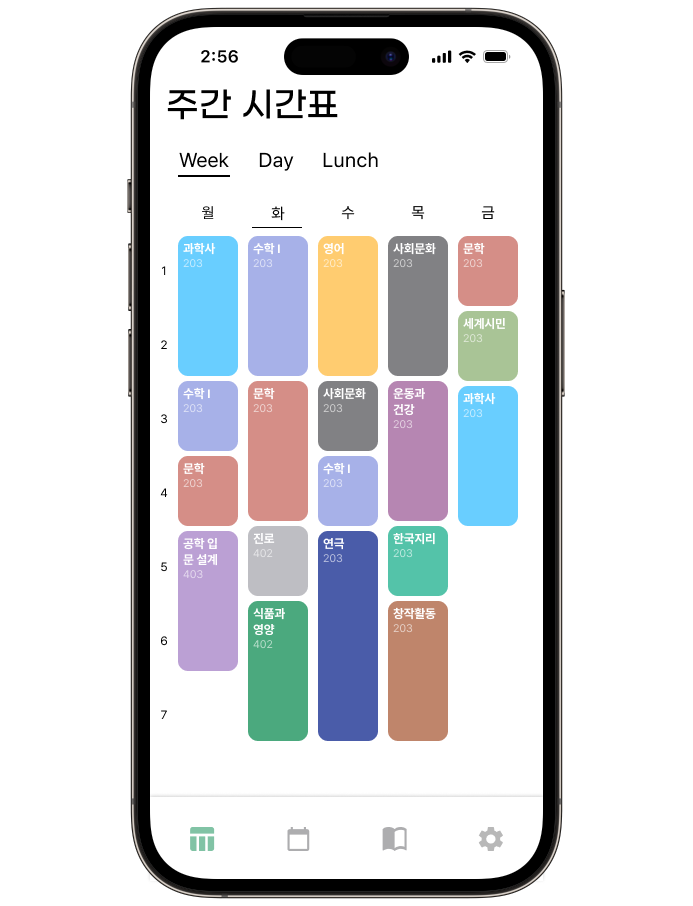 2:56
주간 시간표
Week Day Lunch
월 화 수 목 금
1
2
3
4
5
6
7
과학사
203
수학 I
203
문학
203
공학 입
문 설계
403
수학 I
203
문학
203
진로
402
식품과
영양
402
영어
203
사회문화
203
수학 I
203
연극
203
사회문화
203
운동과
건강
203
한국지리
203
창작활동
203
문학
203
세계시민
203
과학사
203